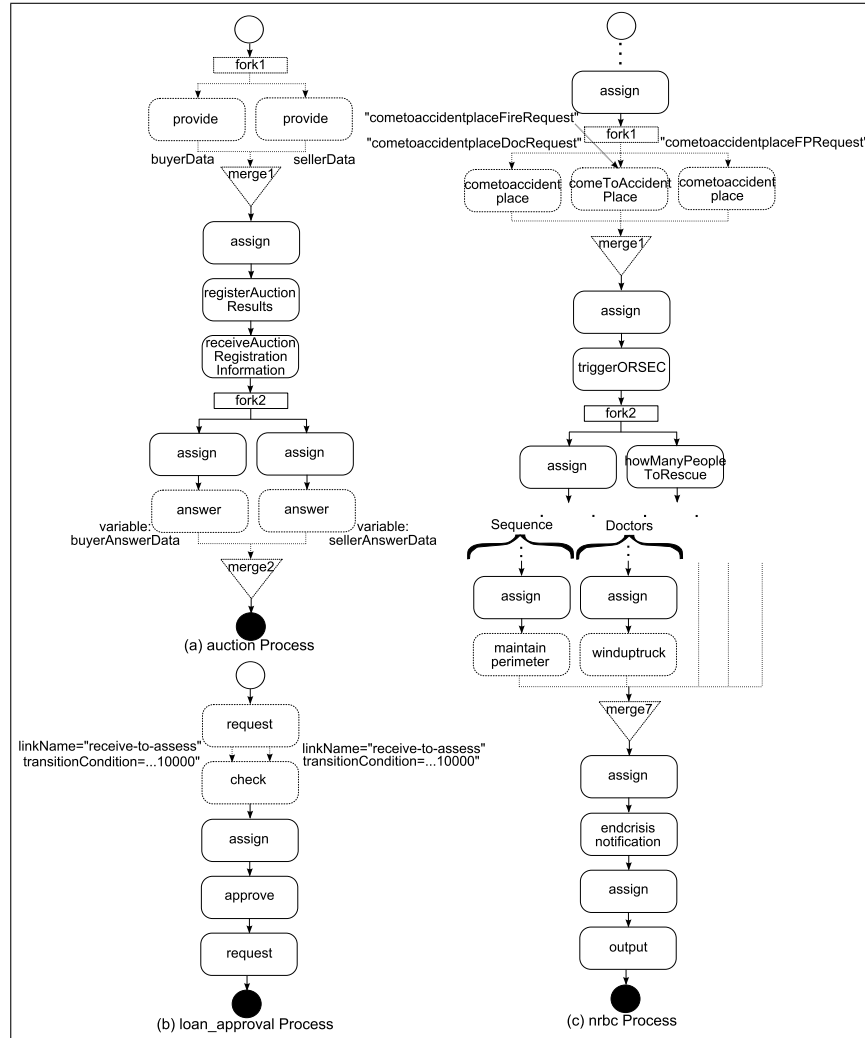 fork1
provide
provide
buyerData
sellerData
merge1
assign
registerAuction
Results
receiveAuction
Registration
Information
fork2
assign
assign
answer
answer
variable:
buyerAnswerData
variable:
sellerAnswerData
merge2
(a) auction Process
request
linkName="receive-to-assess"
transitionCondition=...10000"
linkName="receive-to-assess"
transitionCondition=...10000"
check
assign
approve
request
(b) loan_approval Process
assign
"cometoaccidentplaceFireRequest"
fork1
"cometoaccidentplaceDocRequest"
"cometoaccidentplaceFPRequest"
cometoaccident
place
comeToAccident
Place
cometoaccident
place
merge1
assign
triggerORSEC
fork2
assign
howManyPeople
ToRescue
Sequence
Doctors
assign
assign
maintain
perimeter
winduptruck
merge7
assign
endcrisis
notification
assign
output
(c) nrbc Process